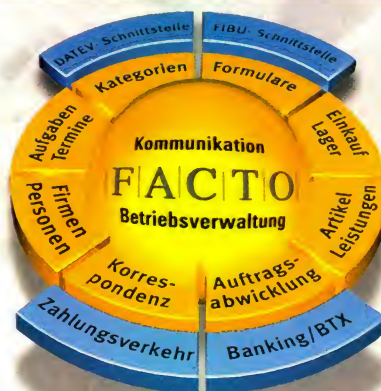 DATEV- Schnittstelle
FIBU- Schnittstelle
Kategorien
Formulare
Aufgaben
Termine
Einkauf
Lager
Kommunikation
F|A|C|T|O
Betriebsverwaltung
Firmen
Personen
Artikel
Leistungen
Korres-
pondenz
Auftrags-
abwicklung
Zahlungsverkehr
Banking/BTX